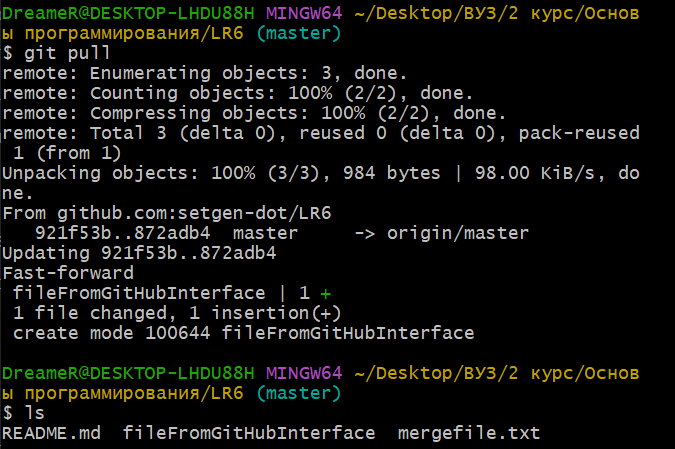 DreameR@DESKTOP-LHDU88H MINGW64 ~/Desktop/ВУЗ/2 курс/Основ
ы программирования/LR6 (master)
$ git pull
remote: Enumerating objects: 3, done.
remote: Counting objects: 100% (2/2), done.
remote: Compressing objects: 100% (2/2), done.
remote: Total 3 (delta 0), reused 0 (delta 0), pack-reused
 1 (from 1)
Unpacking objects: 100% (3/3), 984 bytes | 98.00 KiB/s, do
ne.
From github.com:setgen-dot/LR6
   921f53b..872adb4  master     -> origin/master
Updating 921f53b..872adb4
Fast-forward
 fileFromGitHubInterface | 1 +
 1 file changed, 1 insertion(+)
 create mode 100644 fileFromGitHubInterface
DreameR@DESKTOP-LHDU88H MINGW64 ~/Desktop/ВУЗ/2 курс/Основ
ы программирования/LR6 (master)
$ ls
README.md  fileFromGitHubInterface  mergefile.txt